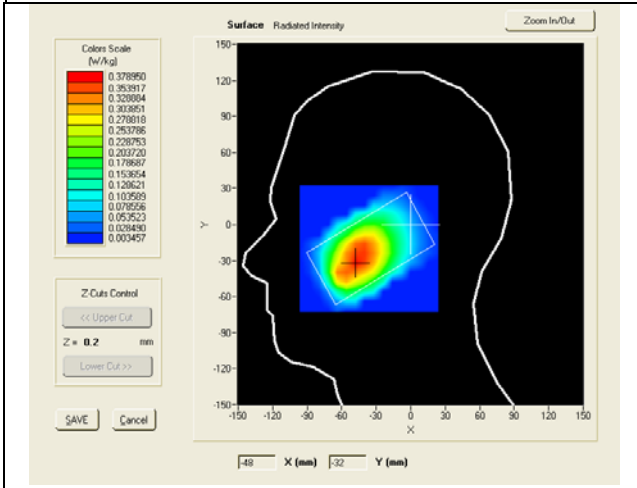 Surface Radiated Intensity
Zoom In/Out
Colors Scale
(W/kg)
0.378950
0.353917
0.328884
0.303851
0.278818
0.253786
0.228753
0.203720
0.178687
0.153654
0.128621
0.103589
0.078556
0.053523
0.028490
0.003457
Z-Cuts Control
<< Upper Cut
Z = 0.2 mm
Lower Cut >>
SAVE Cancel
150
120
90
60
30
0
-30
-60
-90
-120
-150
Y
-150 -120 -90 -60 -30 0 30 60 90 120 150
X
-48 X (mm) -32 Y (mm)